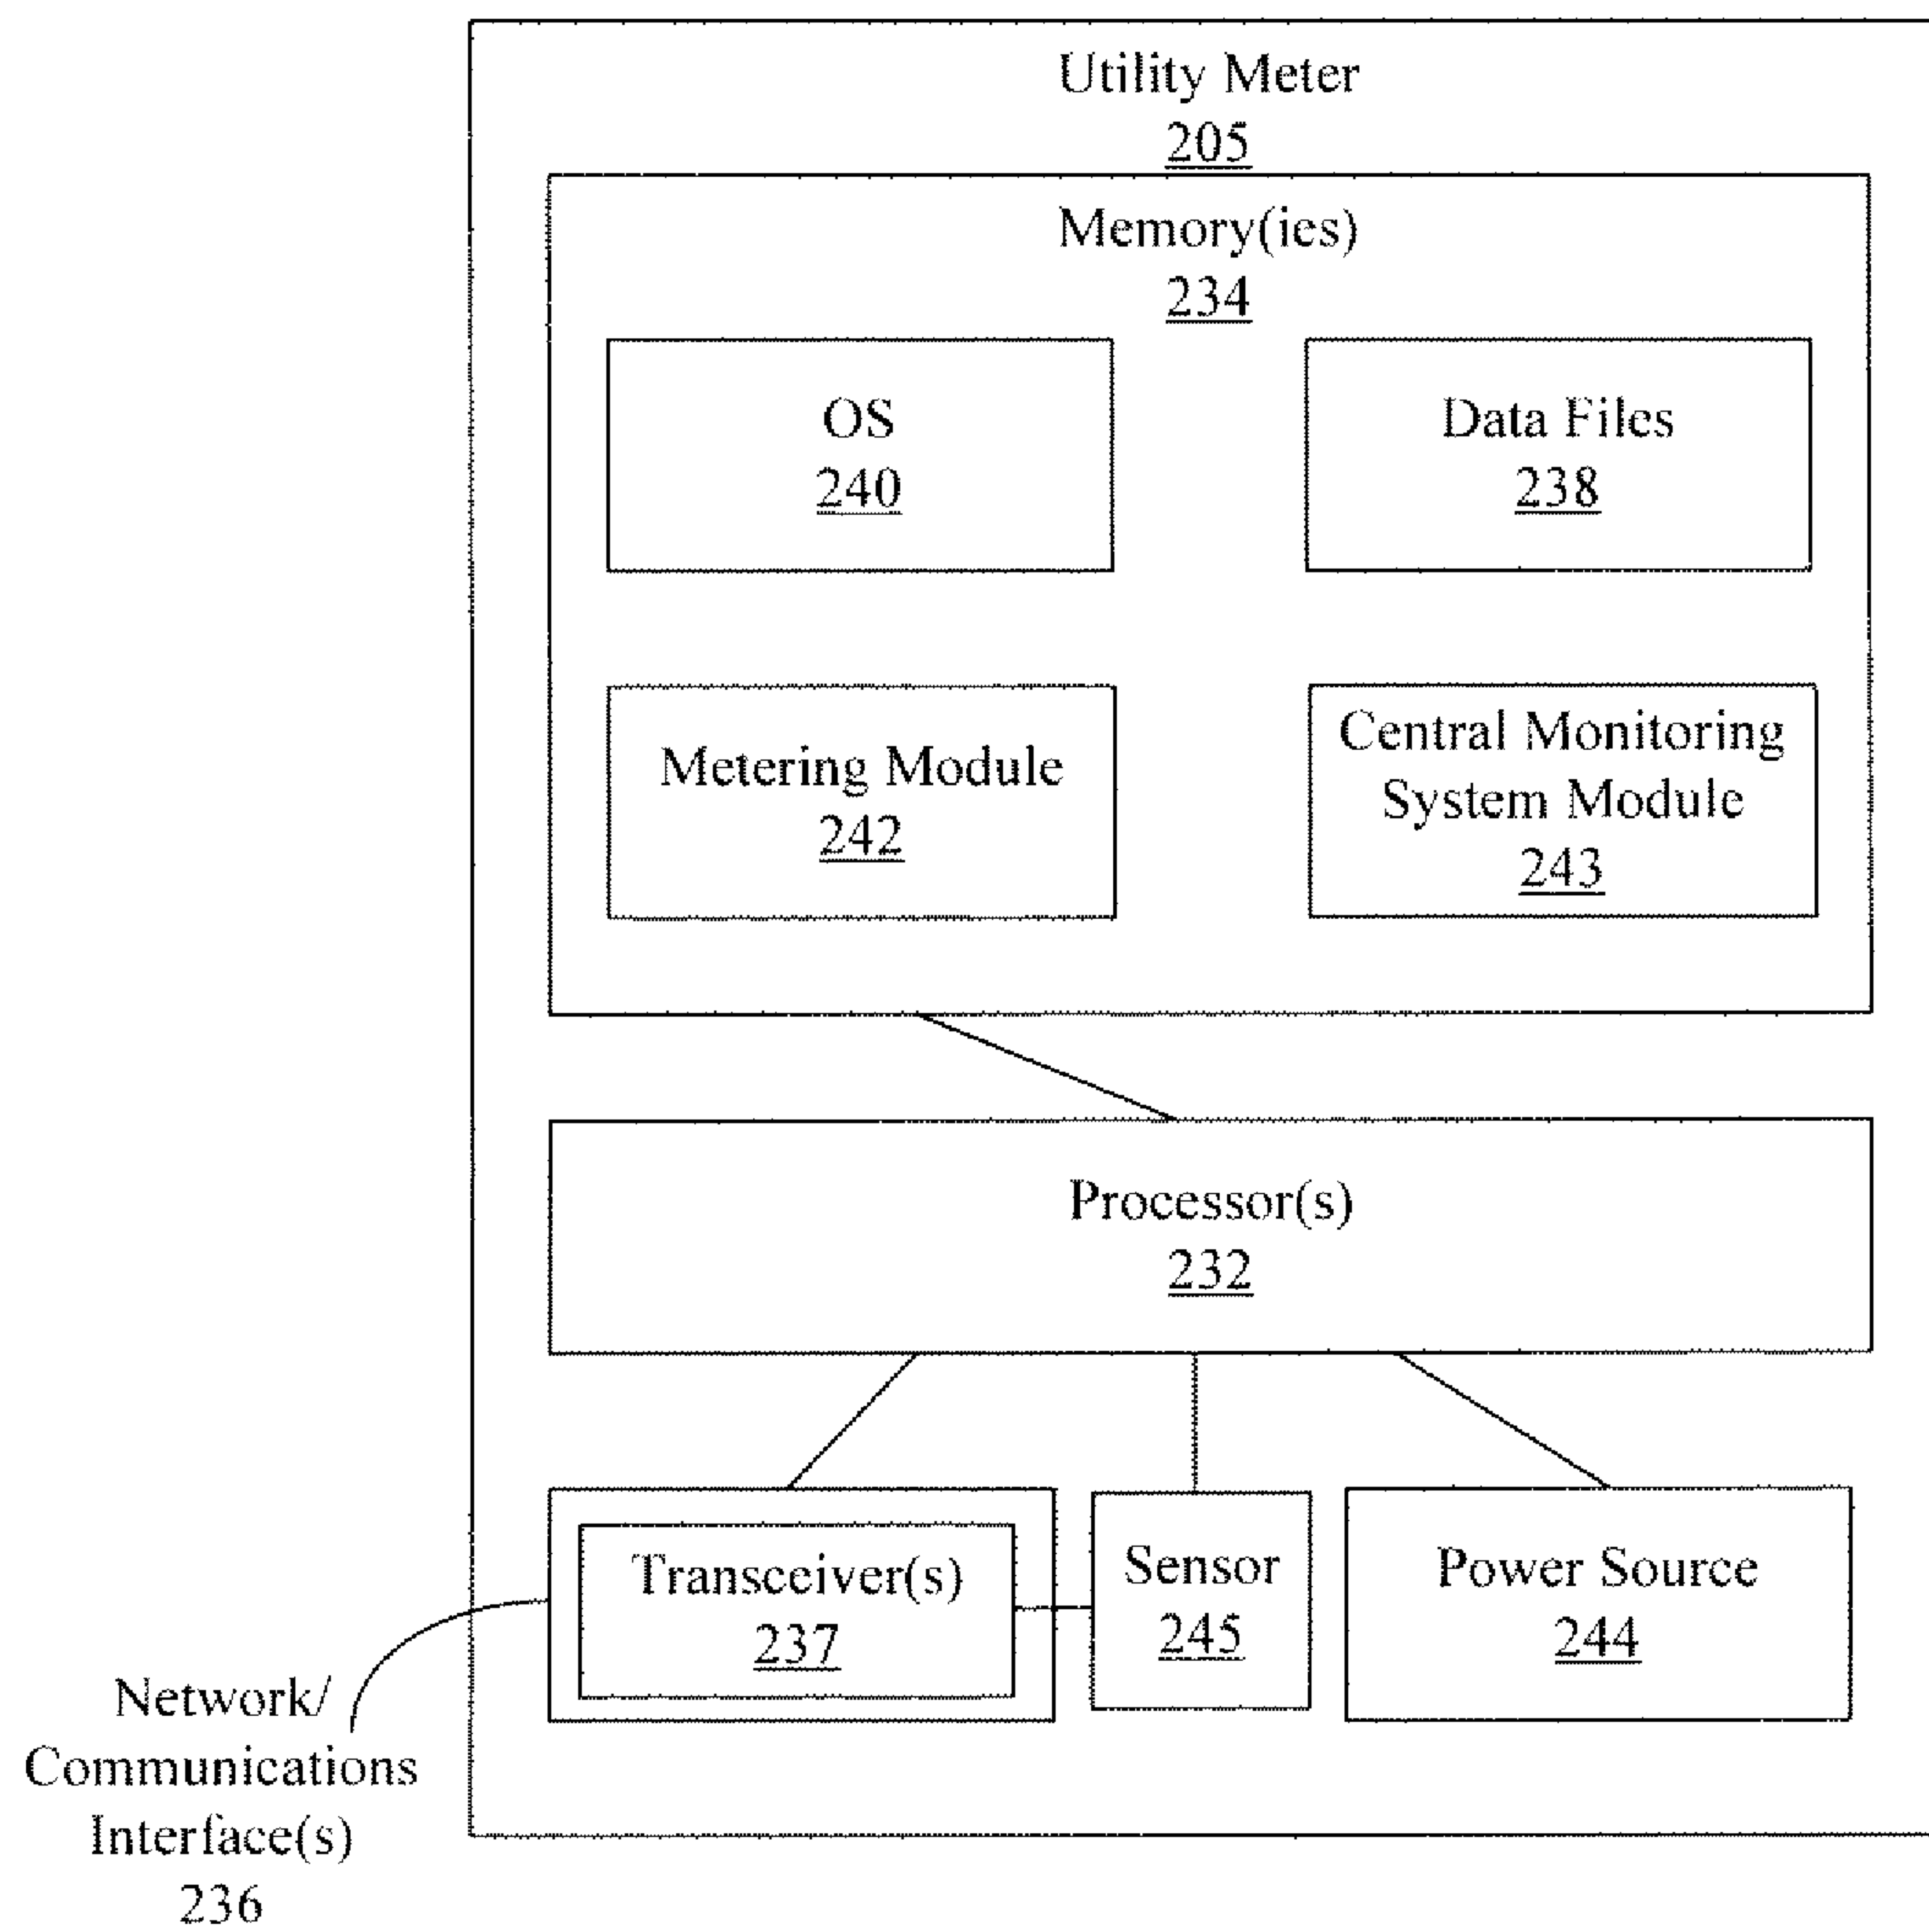 Utility Meter
205
Memory(ies)
234
OS
240
Data Files
238
Metering Module
242
Central Monitoring
System Module
243
Processor(s)
232
Transceiver(s)
237
Sensor
245
Power Source
244
Network/
Communications
Interface(s)
236